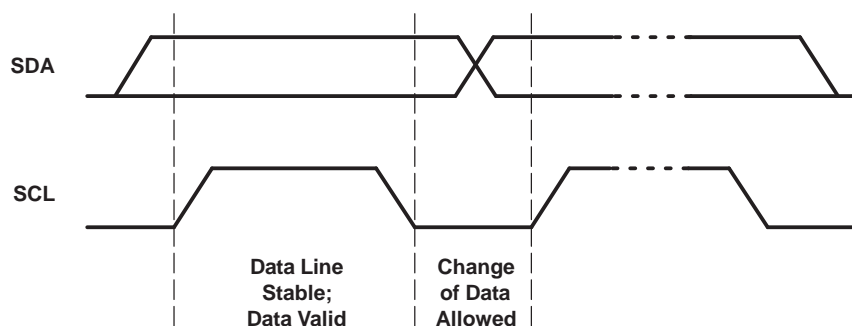 SDA
SCL
Data Line
Stable;
Data Valid
Change
of Data
Allowed